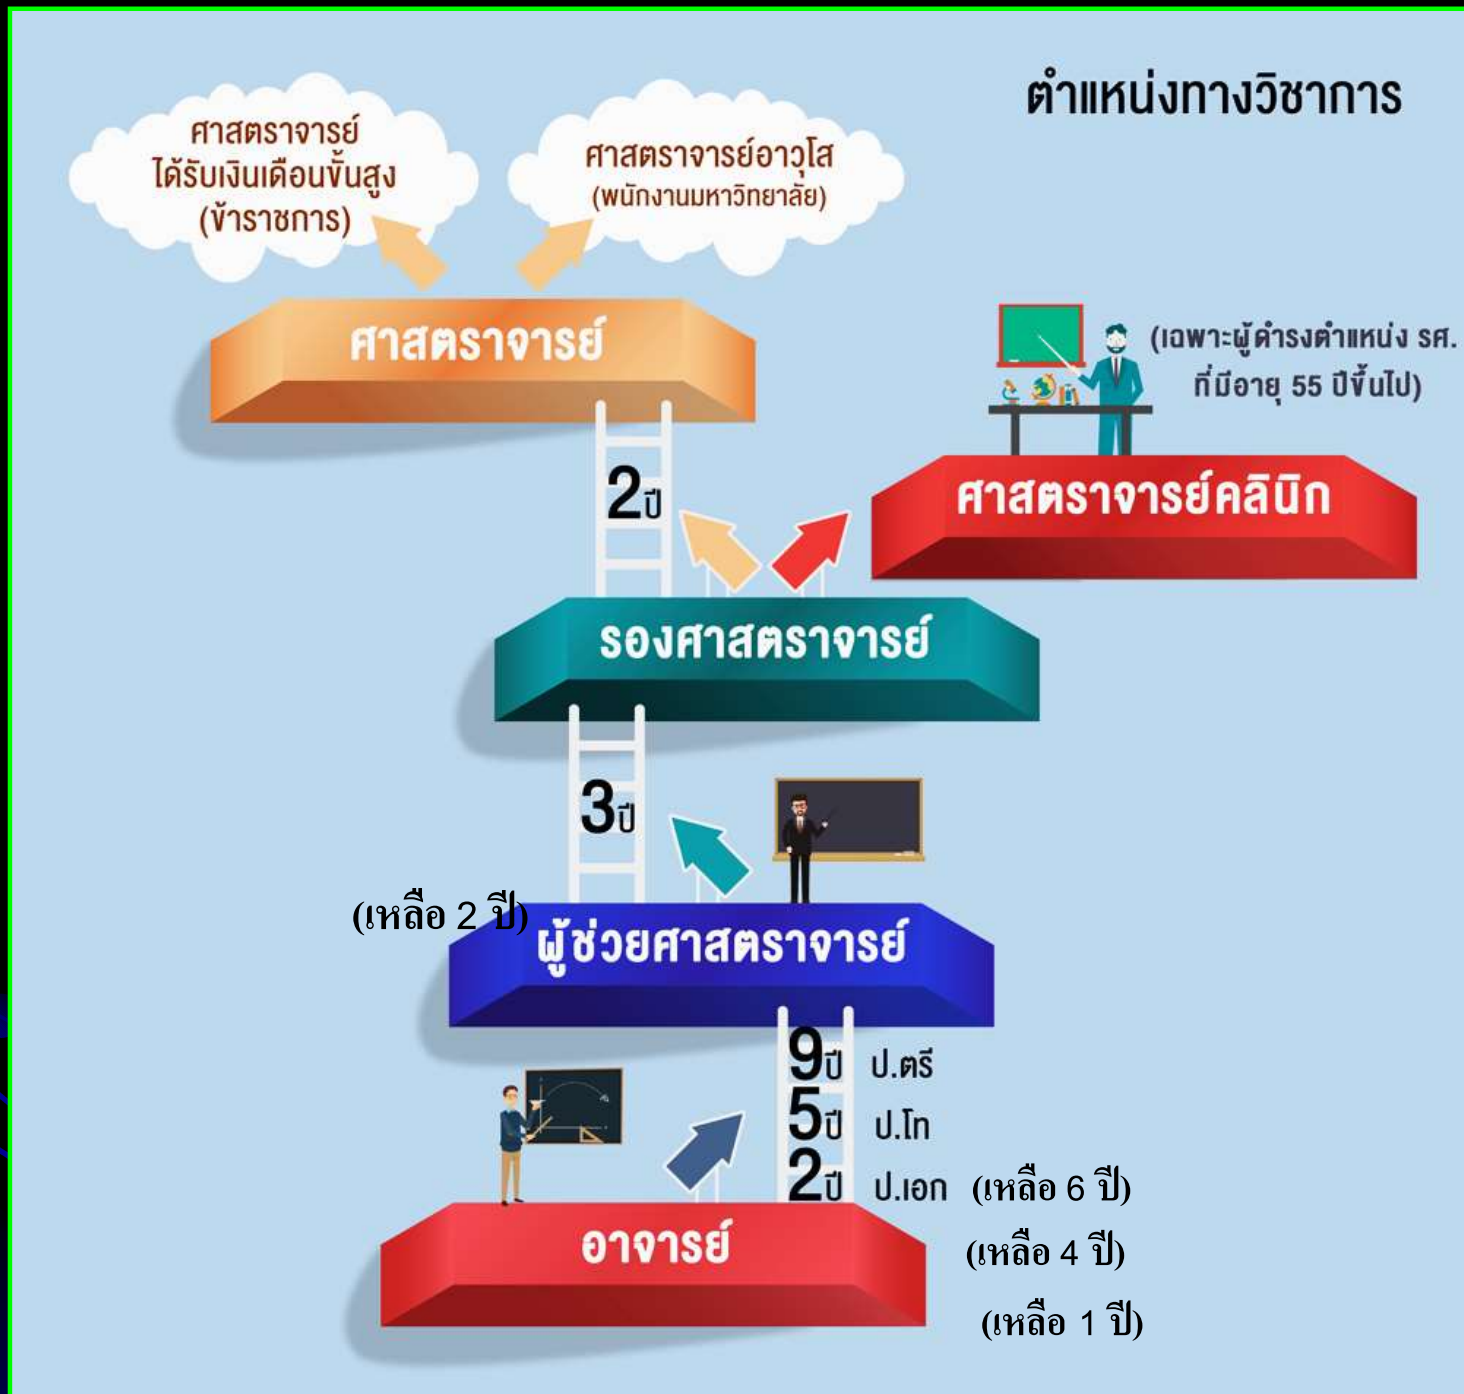 ตำแหน่งทางวิชาการ
ศาสตราจารย์
ได้รับเงินเดือนขั้นสูง
(ข้าราชการ)
ศาสตราจารย์อาวุโส
(พนักงานมหาวิทยาลัย)
ศาสตราจารย์
(เฉพาะผู้ดำรงตำแหน่ง รศ.
ที่มีอายุ 55 ปีขึ้นไป)
2 ปี
ศาสตราจารย์คลินิก
รองศาสตราจารย์
3 ปี
(เหลือ 2 ปี)
ผู้ช่วยศาสตราจารย์
9 ปี ป.ตรี
5 ปี ป.โท
2 ปี ป.เอก (เหลือ 6 ปี)
อาจารย์
(เหลือ 4 ปี)
(เหลือ 1 ปี)